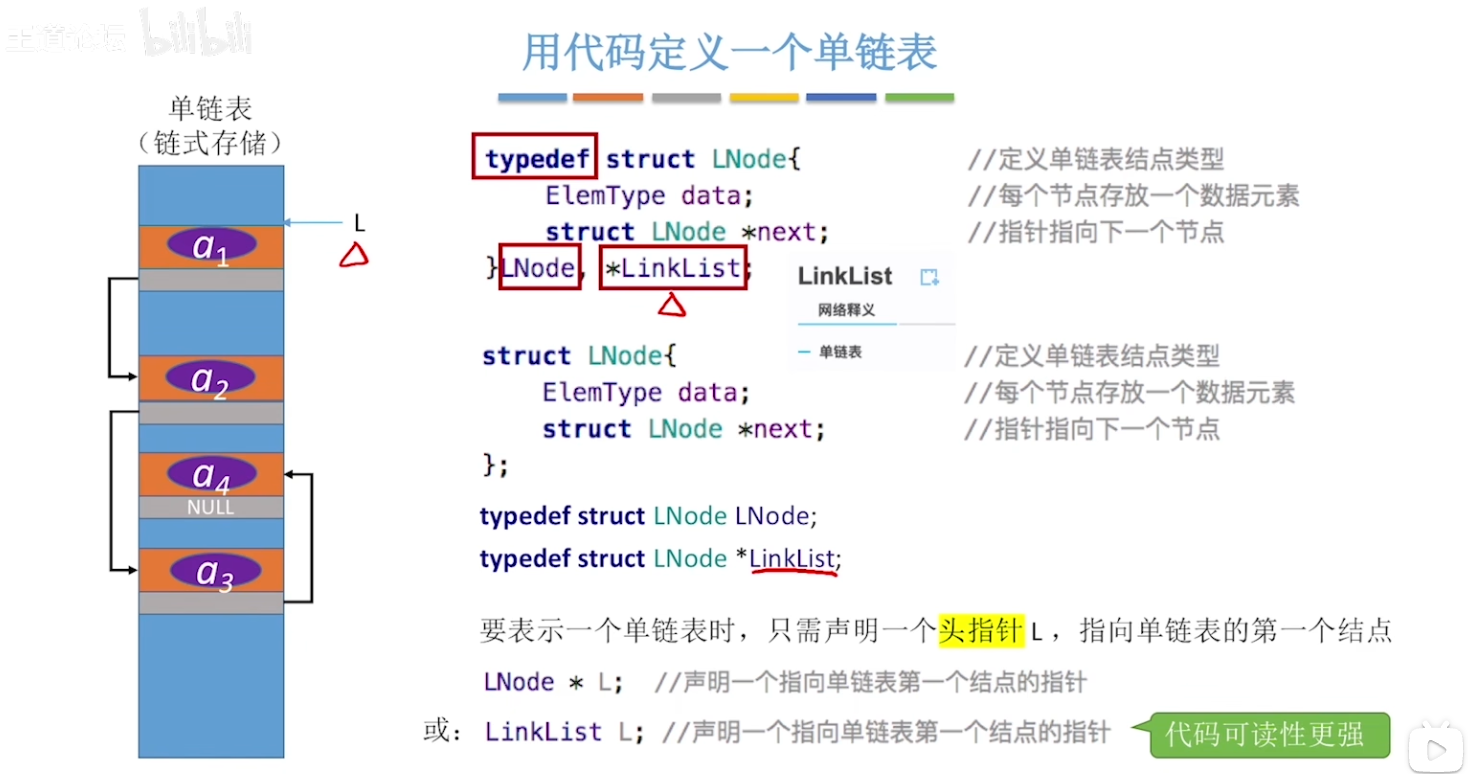 王道论坛 bilibili
用代码定义一个单链表
单链表
（链式存储）
L
a1
a2
a4
NULL
a3
typedef struct LNode{ //定义单链表结点类型
ElemType data; //每个节点存放一个数据元素
struct LNode *next; //指针指向下一个节点
}LNode, *LinkList;
LinkList
网络释义
单链表
struct LNode{ //定义单链表结点类型
ElemType data; //每个节点存放一个数据元素
struct LNode *next; //指针指向下一个节点
};
typedef struct LNode LNode;
typedef struct LNode *LinkList;
要表示一个单链表时，只需声明一个头指针 L ，指向单链表的第一个结点
LNode * L; //声明一个指向单链表第一个结点的指针
或： LinkList L; //声明一个指向单链表第一个结点的指针
代码可读性更强